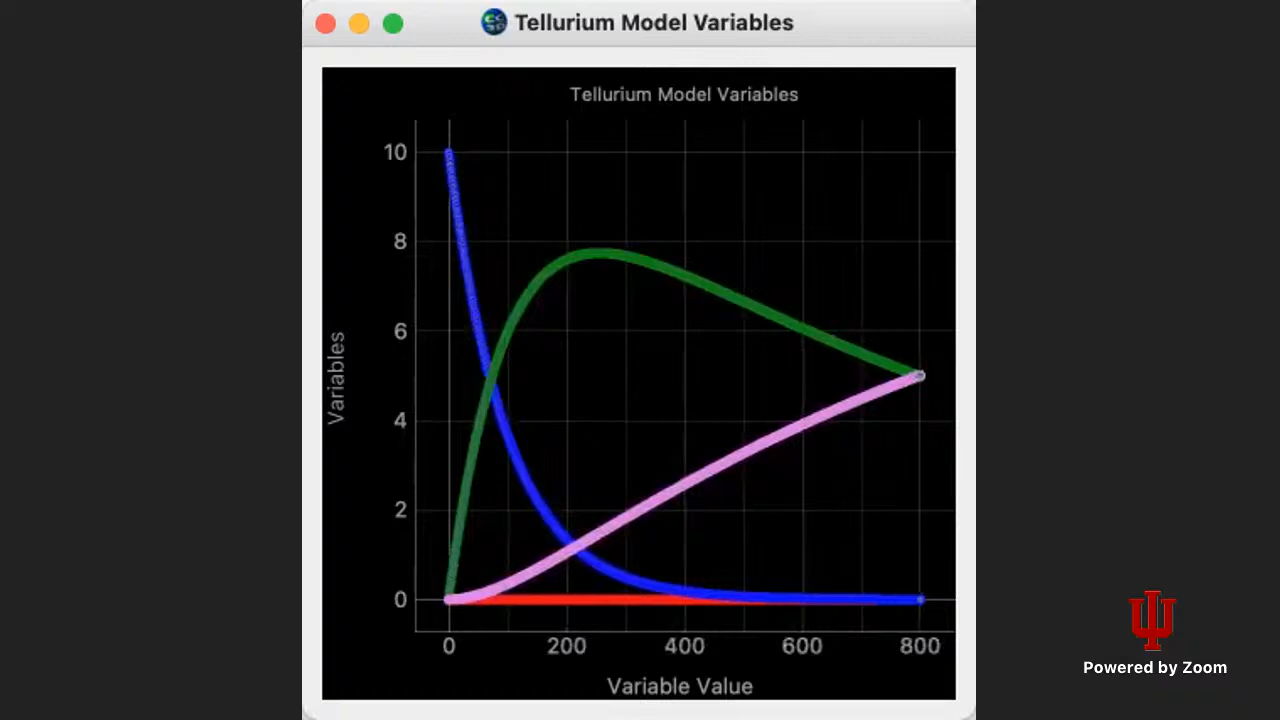 Tellurium Model Variables
Tellurium Model Variables
10
8
6
4
2
0
Variables
0 200 400 600 800
Variable Value
Powered by Zoom